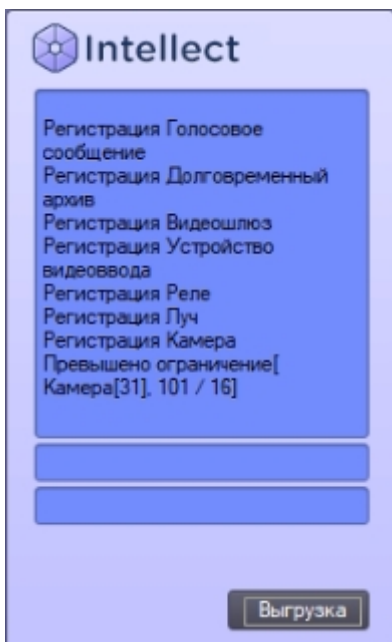 Intellect
Регистрация Голосовое
сообщение
Регистрация Долговременный
архив
Регистрация Видеошлюз
Регистрация Устройство
видеоввода
Регистрация Реле
Регистрация Луч
Регистрация Камера
Превышено ограничение[
Камера[31], 101 / 16]
Выгрузка